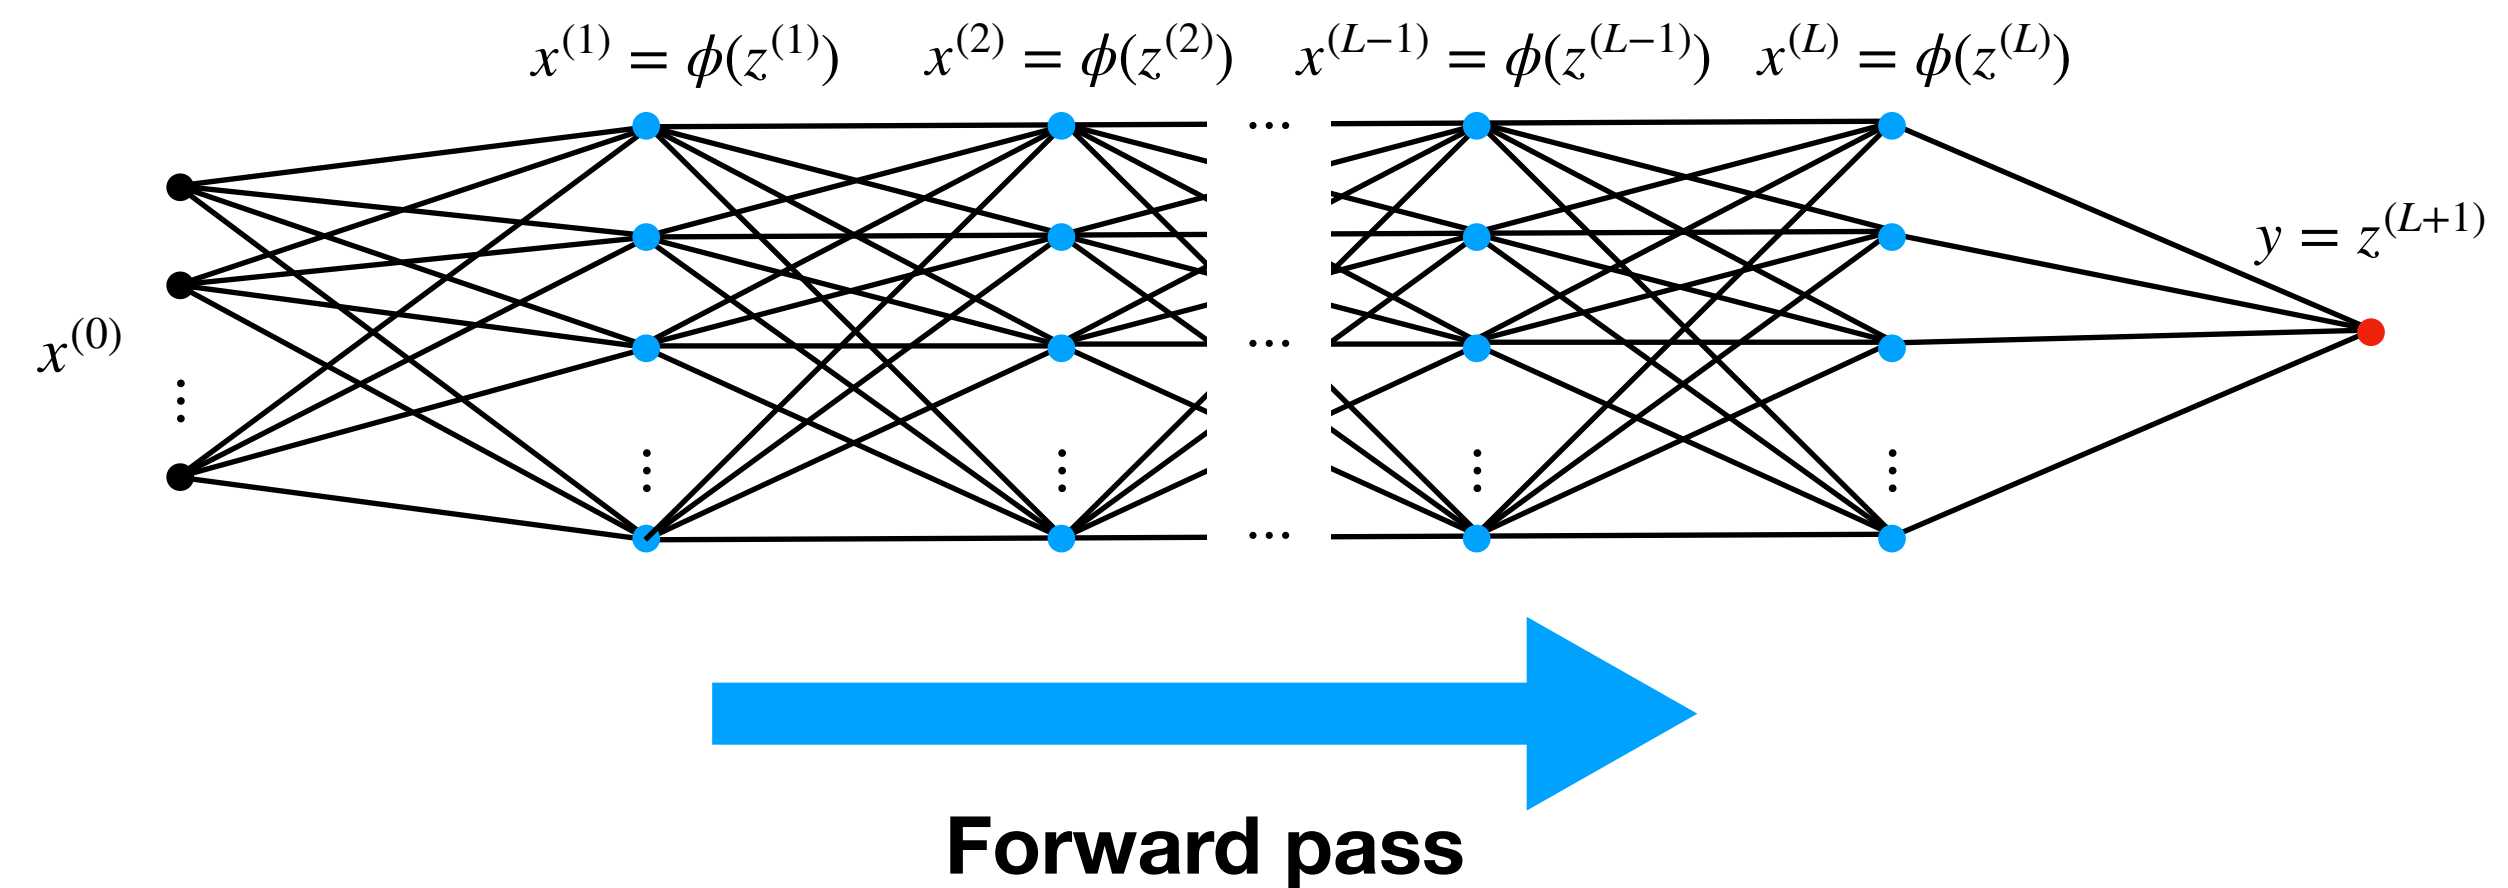 x^(1) = ϕ(z^(1))
x^(2) = ϕ(z^(2))
x^(L−1) = ϕ(z^(L−1))
x^(L) = ϕ(z^(L))
y = z^(L+1)
x^(0)
Forward pass